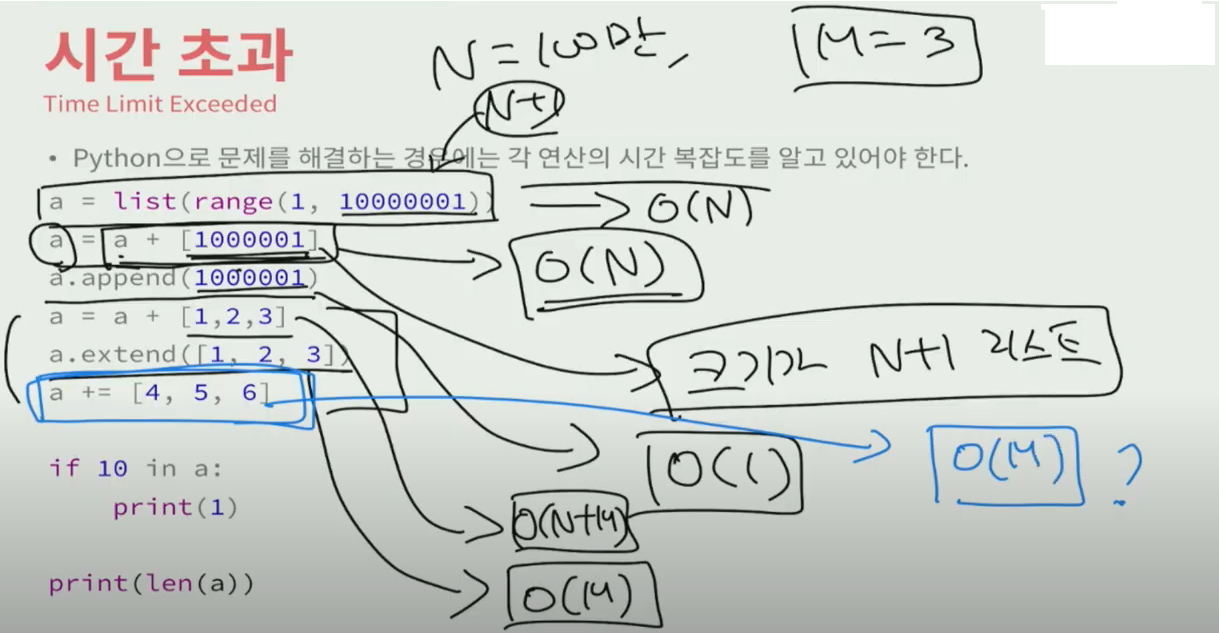 시간 초과
N=100만,
M=3
Time Limit Exceeded
N+1
• Python으로 문제를 해결하는 경우에는 각 연산의 시간 복잡도를 알고 있어야 한다.
a = list(range(1, 10000001))
O(N)
a = a + [1000001]
O(N)
a.append(1000001)
a = a + [1,2,3]
a.extend([1, 2, 3])
크기가 N+1 리스트
a += [4, 5, 6]
O(1)
O(M) ?
if 10 in a:
print(1)
O(N+M)
print(len(a))
O(M)